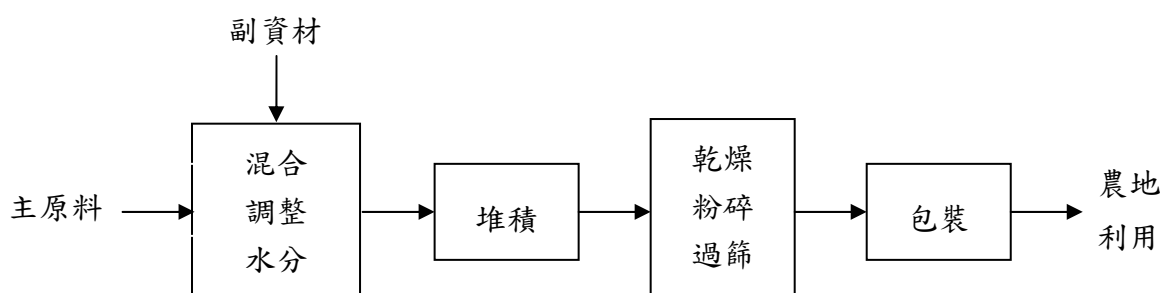 副資材
主原料
混合
調整
水分
堆積
乾燥
粉碎
過篩
包裝
農地
利用